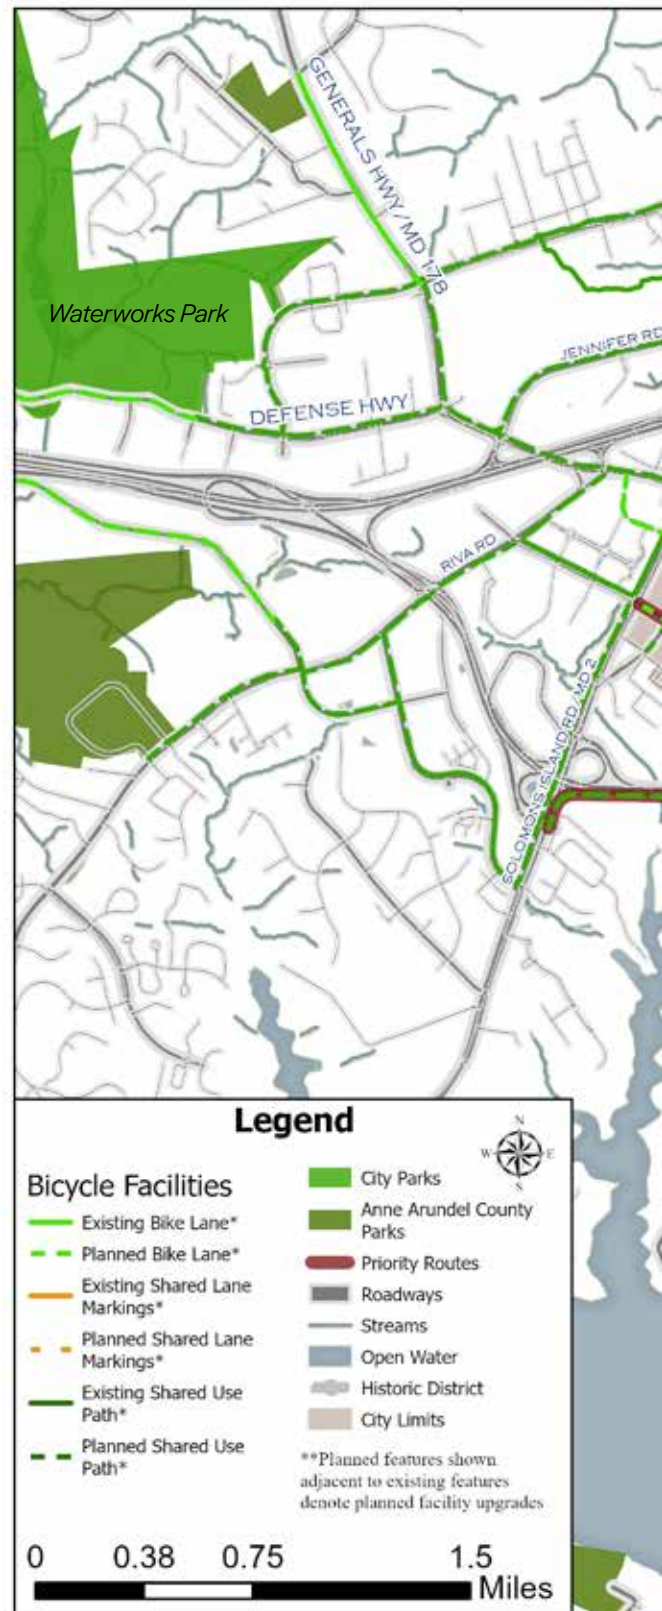 GENERALS HWY/MD 178
Waterworks Park
JENNIFER RD
DEFENSE HWY
RIVA RD
SOLOMONS ISLAND RD/MD 2
Legend
N
W E
S
Bicycle Facilities
Existing Bike Lane*
Planned Bike Lane*
Existing Shared Lane
Markings*
Planned Shared Lane
Markings*
Existing Shared Use
Path*
Planned Shared Use
Path*
City Parks
Anne Arundel County
Parks
Priority Routes
Roadways
Streams
Open Water
Historic District
City Limits
**Planned features shown
adjacent to existing features
denote planned facility upgrades
0 0.38 0.75 1.5
Miles